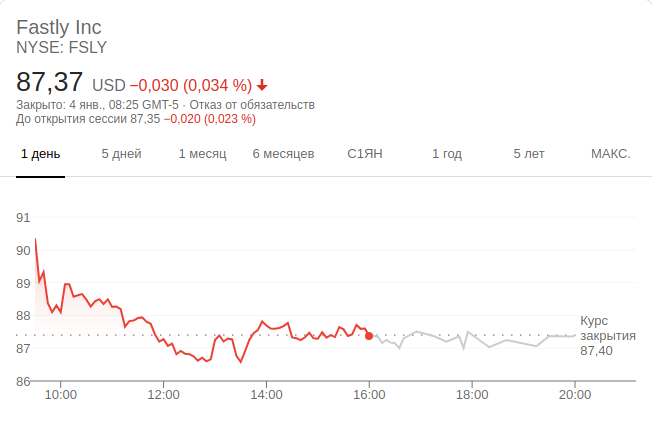 Fastly Inc
NYSE: FSLY
87,37 USD −0,030 (0,034 %)
Закрыто: 4 янв., 08:25 GMT-5 · Отказ от обязательств
До открытия сессии 87,35 −0,020 (0,023 %)
1 день 5 дней 1 месяц 6 месяцев С1ЯН 1 год 5 лет МАКС.
91
90
89
88
87
86
Курс
закрытия
87,40
10:00 12:00 14:00 16:00 18:00 20:00